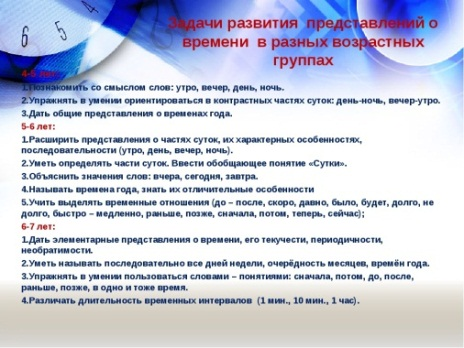 Задачи развития представлений о
времени в разных возрастных
группах
4-5 лет:
1.Познакомить со смыслом слов: утро, вечер, день, ночь.
2.Упражнять в умении ориентироваться в контрастных частях суток: день-ночь, вечер-утро.
3.Дать общие представления о временах года.
5-6 лет:
1.Расширить представления о частях суток, их характерных особенностях,
последовательности (утро, день, вечер, ночь).
2.Уметь определять части суток. Ввести обобщающее понятие «Сутки».
3.Объяснить значения слов: вчера, сегодня, завтра.
4.Называть времена года, знать их отличительные особенности
5.Учить выделять временные отношения (до – после, скоро, давно, было, будет, долго, не
долго, быстро – медленно, раньше, позже, сначала, потом, теперь, сейчас);
6-7 лет:
1.Дать элементарные представления о времени, его текучести, периодичности,
необратимости.
2.Уметь называть последовательно все дней недели, очерёдность месяцев, времён года.
3.Упражнять в умении пользоваться словами – понятиями: сначала, потом, до, после,
раньше, позже, в одно и тоже время.
4.Различать длительность временных интервалов (1 мин., 10 мин., 1 час).